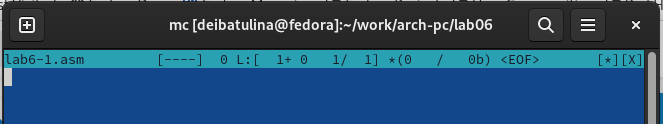 mc [deibatulina@fedora]:~/work/arch-pc/lab06
lab6-1.asm [----] 0 L:[ 1+ 0 1/ 1] *(0 / 0b) <EOF> [*][X]